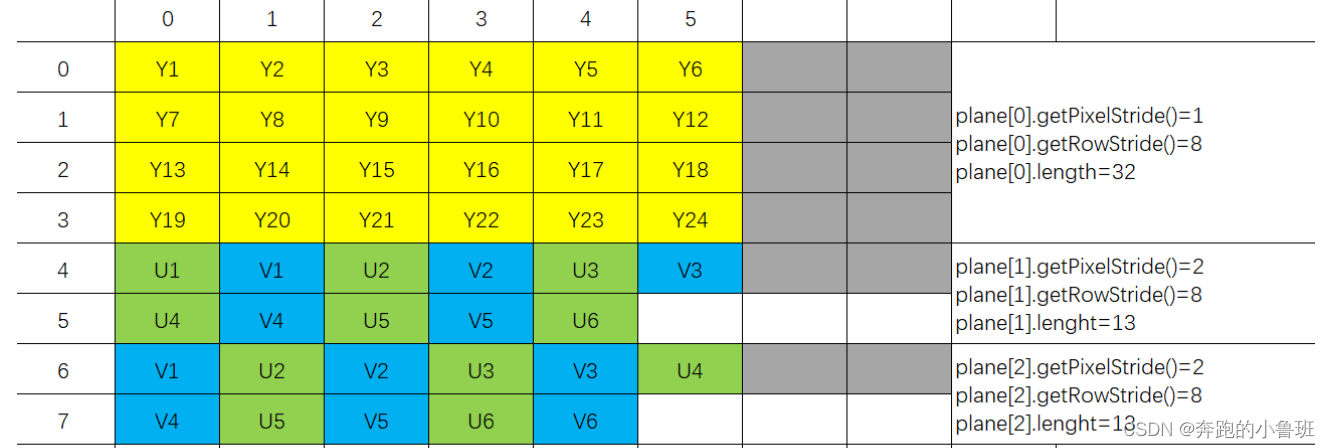 0 1 2 3 4 5
0 Y1 Y2 Y3 Y4 Y5 Y6
1 Y7 Y8 Y9 Y10 Y11 Y12
2 Y13 Y14 Y15 Y16 Y17 Y18
3 Y19 Y20 Y21 Y22 Y23 Y24
plane[0].getPixelStride()=1
plane[0].getRowStride()=8
plane[0].length=32
4 U1 V1 U2 V2 U3 V3
5 U4 V4 U5 V5 U6
plane[1].getPixelStride()=2
plane[1].getRowStride()=8
plane[1].lenght=13
6 V1 U2 V2 U3 V3 U4
7 V4 U5 V5 U6 V6
plane[2].getPixelStride()=2
plane[2].getRowStride()=8
plane[2].lenght=13
CSDN @奔跑的小鲁班